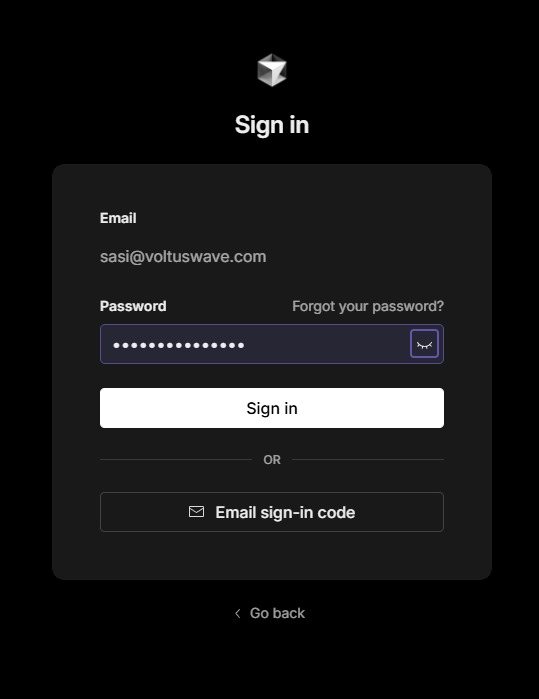 Sign in
Email
sasi@voltuswave.com
Password Forgot your password?
•••••••••••••••
Sign in
OR
Email sign-in code
Go back